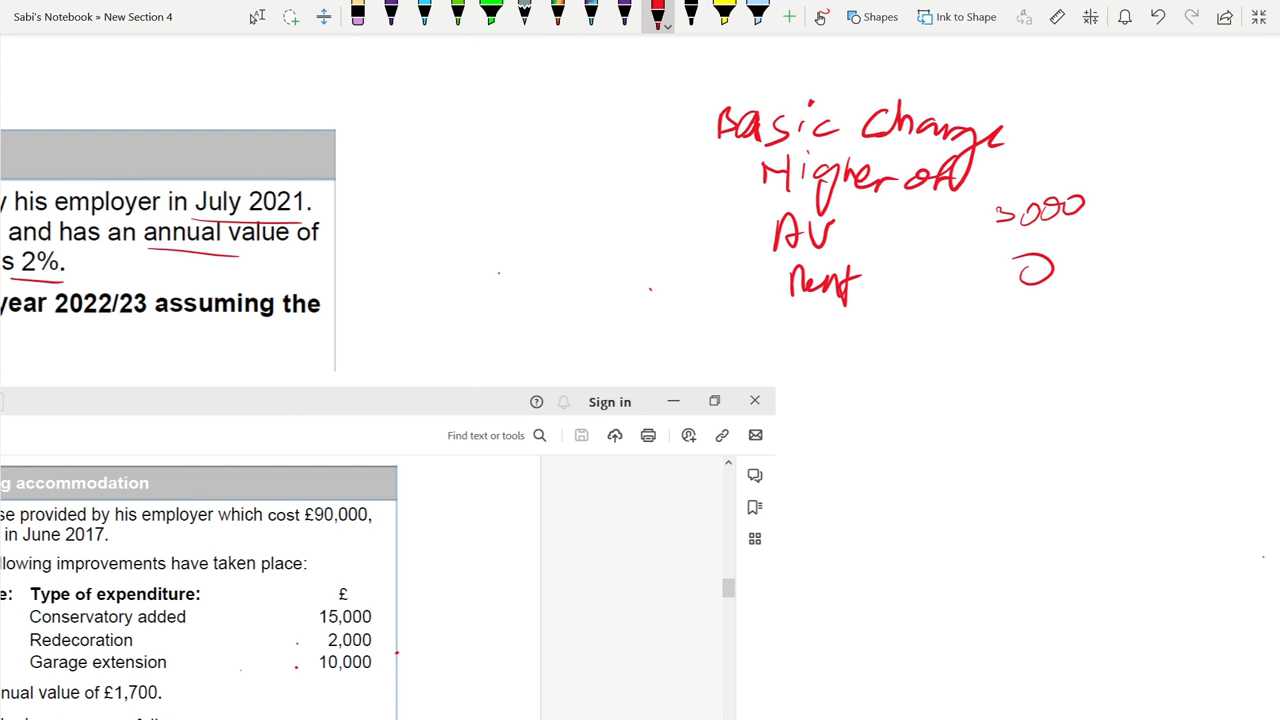 Sabi's Notebook » New Section 4
Shapes
Ink to Shape
y his employer in July 2021.
and has an annual value of
s 2%.
year 2022/23 assuming the
Basic Charge
Higher of
AV 3000
Rent 0
Sign in
Find text or tools
g accommodation
se provided by his employer which cost £90,000,
in June 2017.
llowing improvements have taken place:
e: Type of expenditure: £
Conservatory added 15,000
Redecoration 2,000
Garage extension 10,000
nnual value of £1,700.